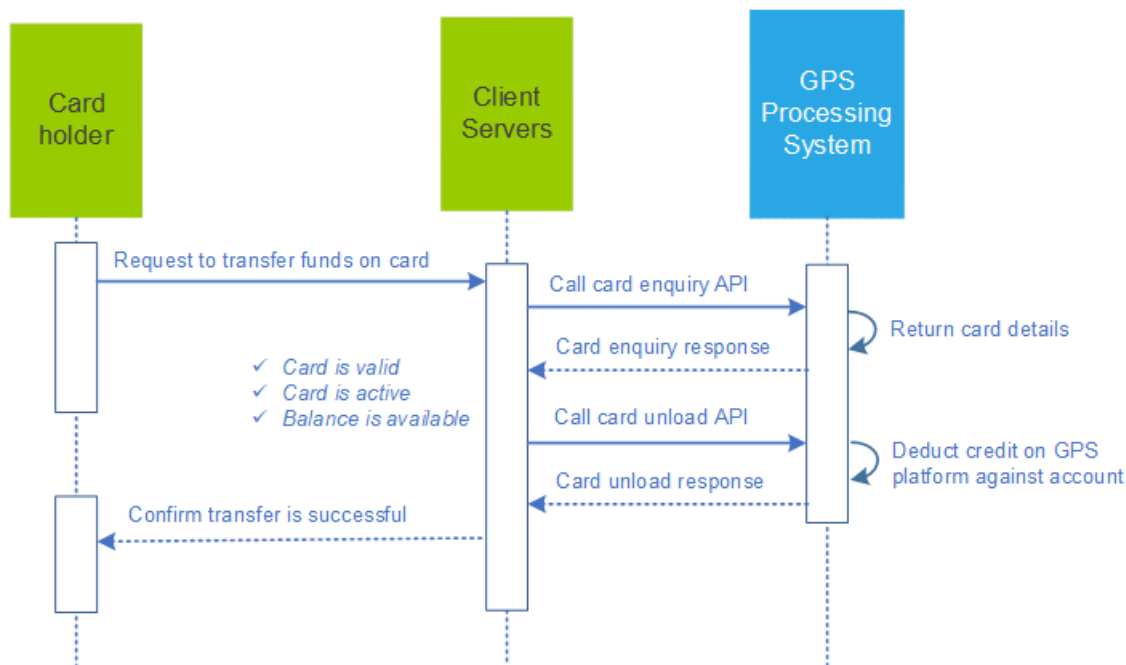 Card
holder
Client
Servers
GPS
Processing
System
Request to transfer funds on card
Call card enquiry API
Return card details
Card enquiry response
✓ Card is valid
✓ Card is active
✓ Balance is available
Call card unload API
Deduct credit on GPS
platform against account
Card unload response
Confirm transfer is successful